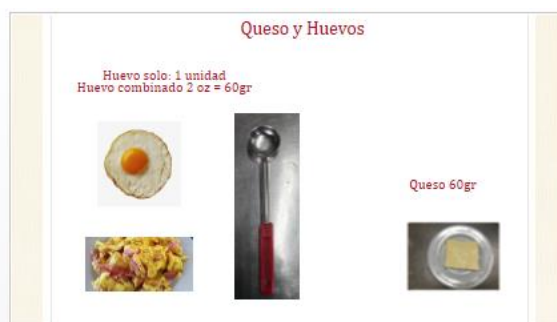 Queso y Huevos
Huevo solo: 1 unidad
Huevo combinado 2 oz = 60gr
Queso 60gr